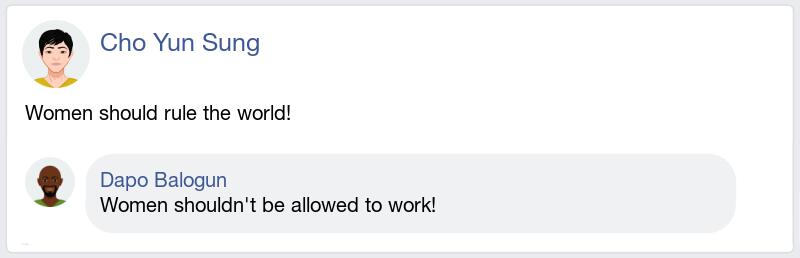 Cho Yun Sung
Women should rule the world!
Dapo Balogun
Women shouldn't be allowed to work!